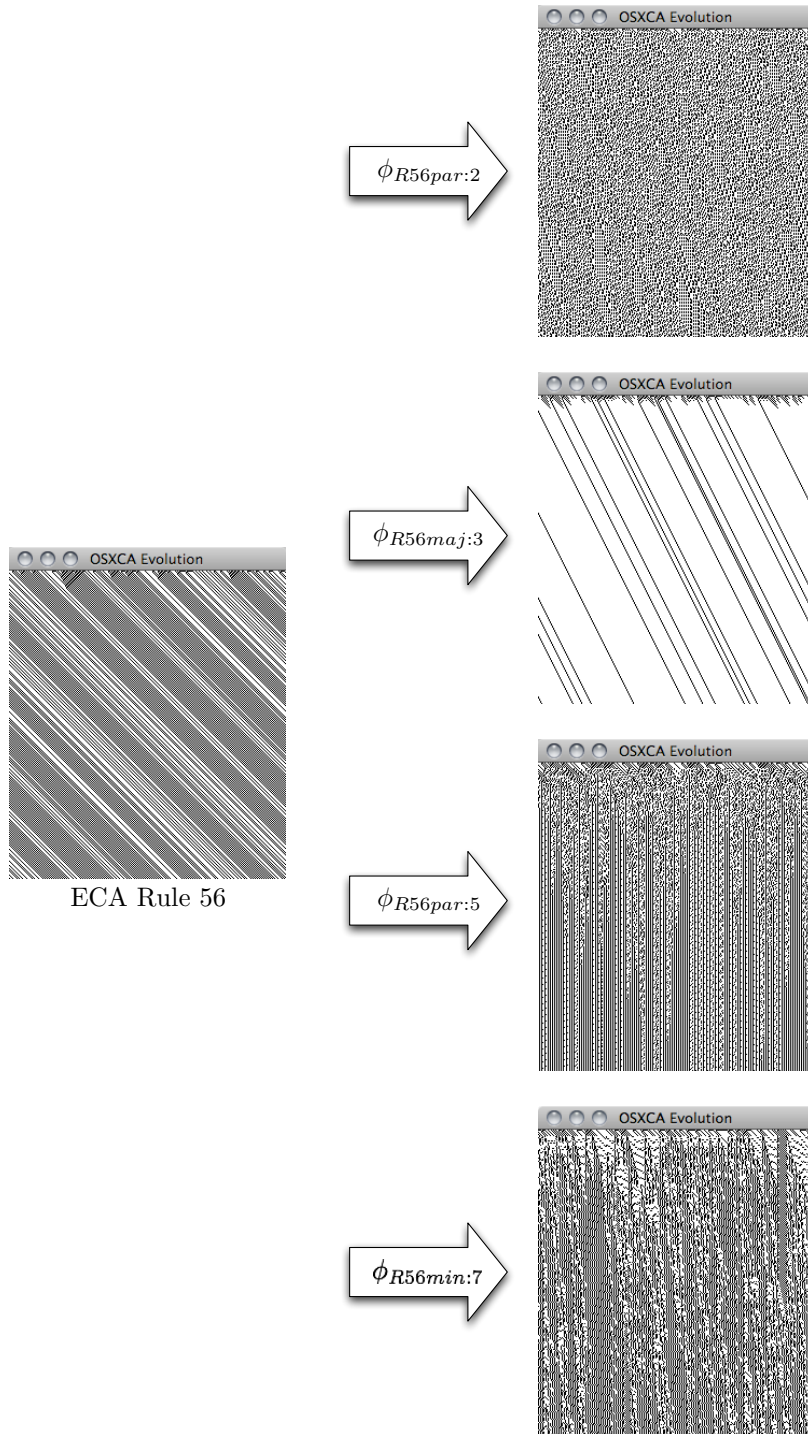 OSXCA Evolution
ϕR56par:2
OSXCA Evolution
ϕR56maj:3
OSXCA Evolution
ECA Rule 56
OSXCA Evolution
ϕR56par:5
OSXCA Evolution
ϕR56min:7